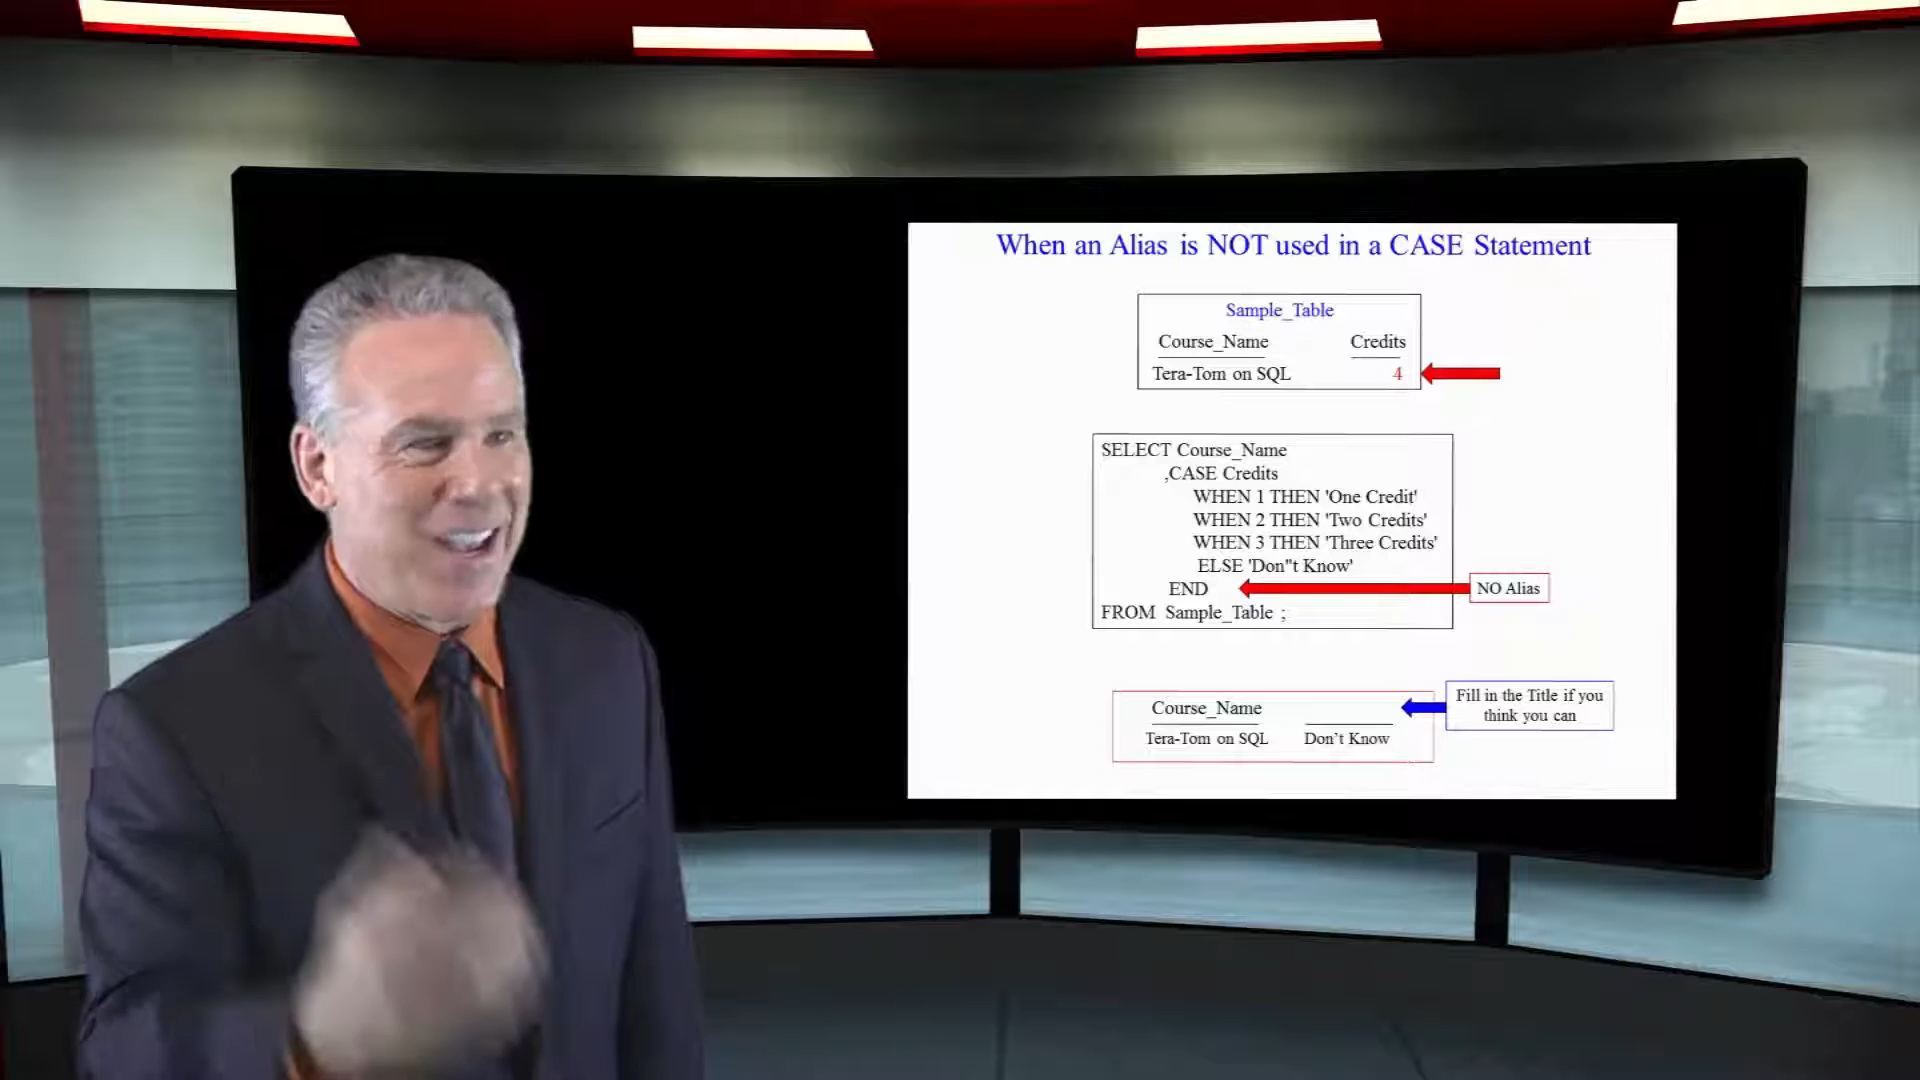 When an Alias is NOT used in a CASE Statement
Sample_Table
Course_Name Credits
Tera-Tom on SQL 4
SELECT Course_Name
,CASE Credits
WHEN 1 THEN 'One Credit'
WHEN 2 THEN 'Two Credits'
WHEN 3 THEN 'Three Credits'
ELSE 'Don''t Know'
END
NO Alias
FROM Sample_Table ;
Course_Name
Tera-Tom on SQL Don't Know
Fill in the Title if you
think you can